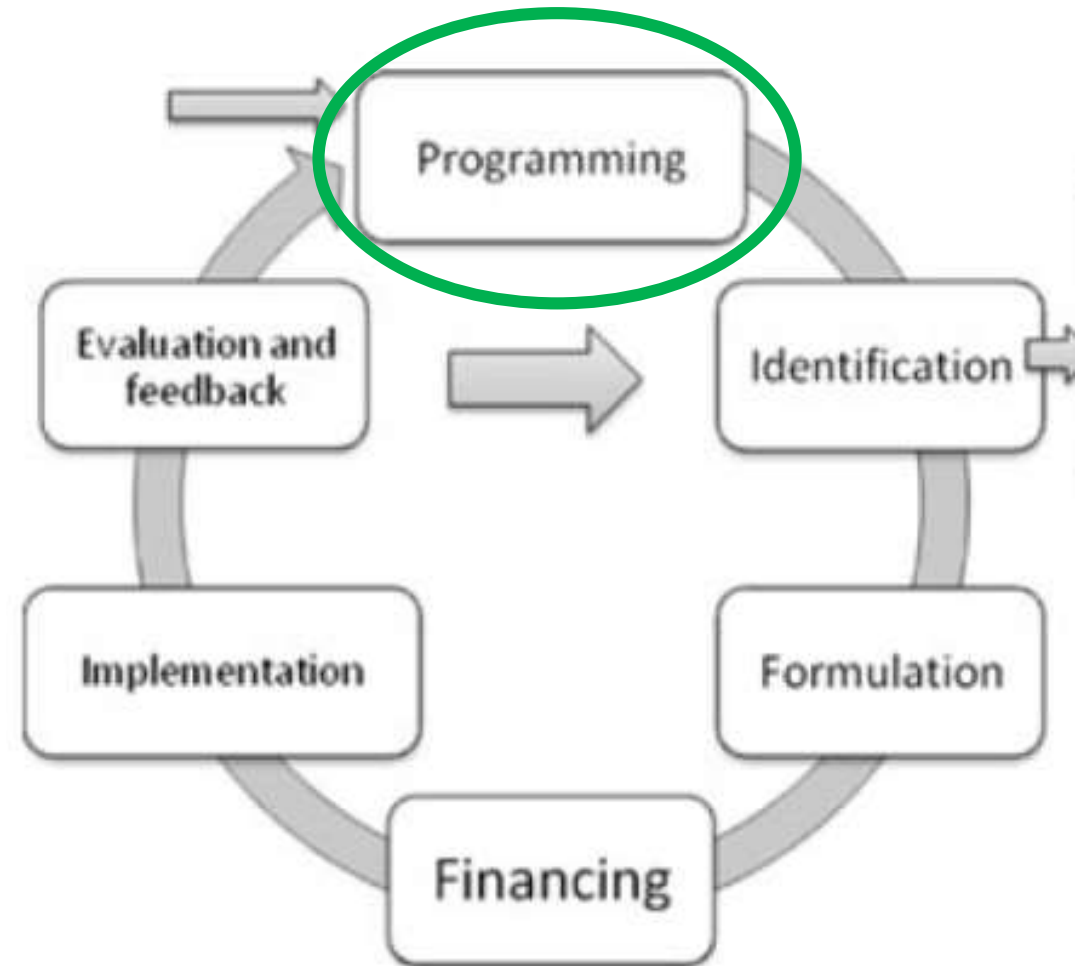 Programming
Identification
Formulation
Financing
Implementation
Evaluation and
feedback